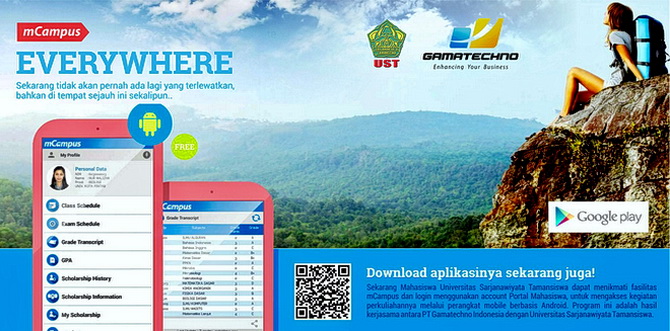 mCampus
EVERYWHERE
Sekarang tidak akan pernah ada lagi yang terlewatkan,
bahkan di tempat sejauh ini sekalipun..
UST
GAMATECHNO
Enhancing Your Business
FREE
mCampus
My Profile
Personal Data
Class Schedule
Exam Schedule
Grade Transcript
GPA
Scholarship History
Scholarship Information
My Scholarship
Campus
Grade Transcript
Google play
Download aplikasinya sekarang juga!
Sekarang Mahasiswa Universitas Sarjanawiyata Tamansiswa dapat menikmati fasilitas
mCampus dan login menggunakan account Portal Mahasiswa, untuk mengakses kegiatan
perkuliahannya melalui perangkat mobile berbasis Android. Program ini adalah hasil
kerjasama antara PT Gamatechno Indonesia dengan Universitas Sarjanawiyata Tamansiswa.